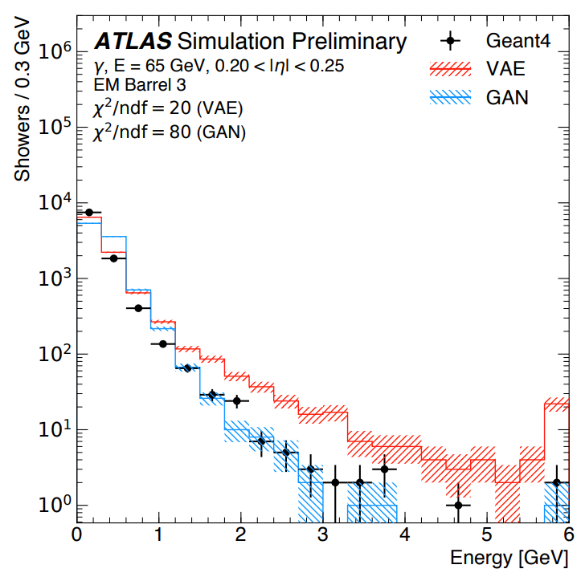 ATLAS Simulation Preliminary
γ, E = 65 GeV, 0.20 < |η| < 0.25
EM Barrel 3
χ²/ndf = 20 (VAE)
χ²/ndf = 80 (GAN)
Geant4
VAE
GAN
Showers / 0.3 GeV
10⁶
10⁵
10⁴
10³
10²
10¹
10⁰
0 1 2 3 4 5 6
Energy [GeV]